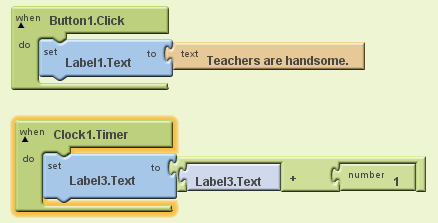 when Button1.Click
do set Label1.Text to text Teachers are handsome.
when Clock1.Timer
do set Label3.Text to Label3.Text + number 1